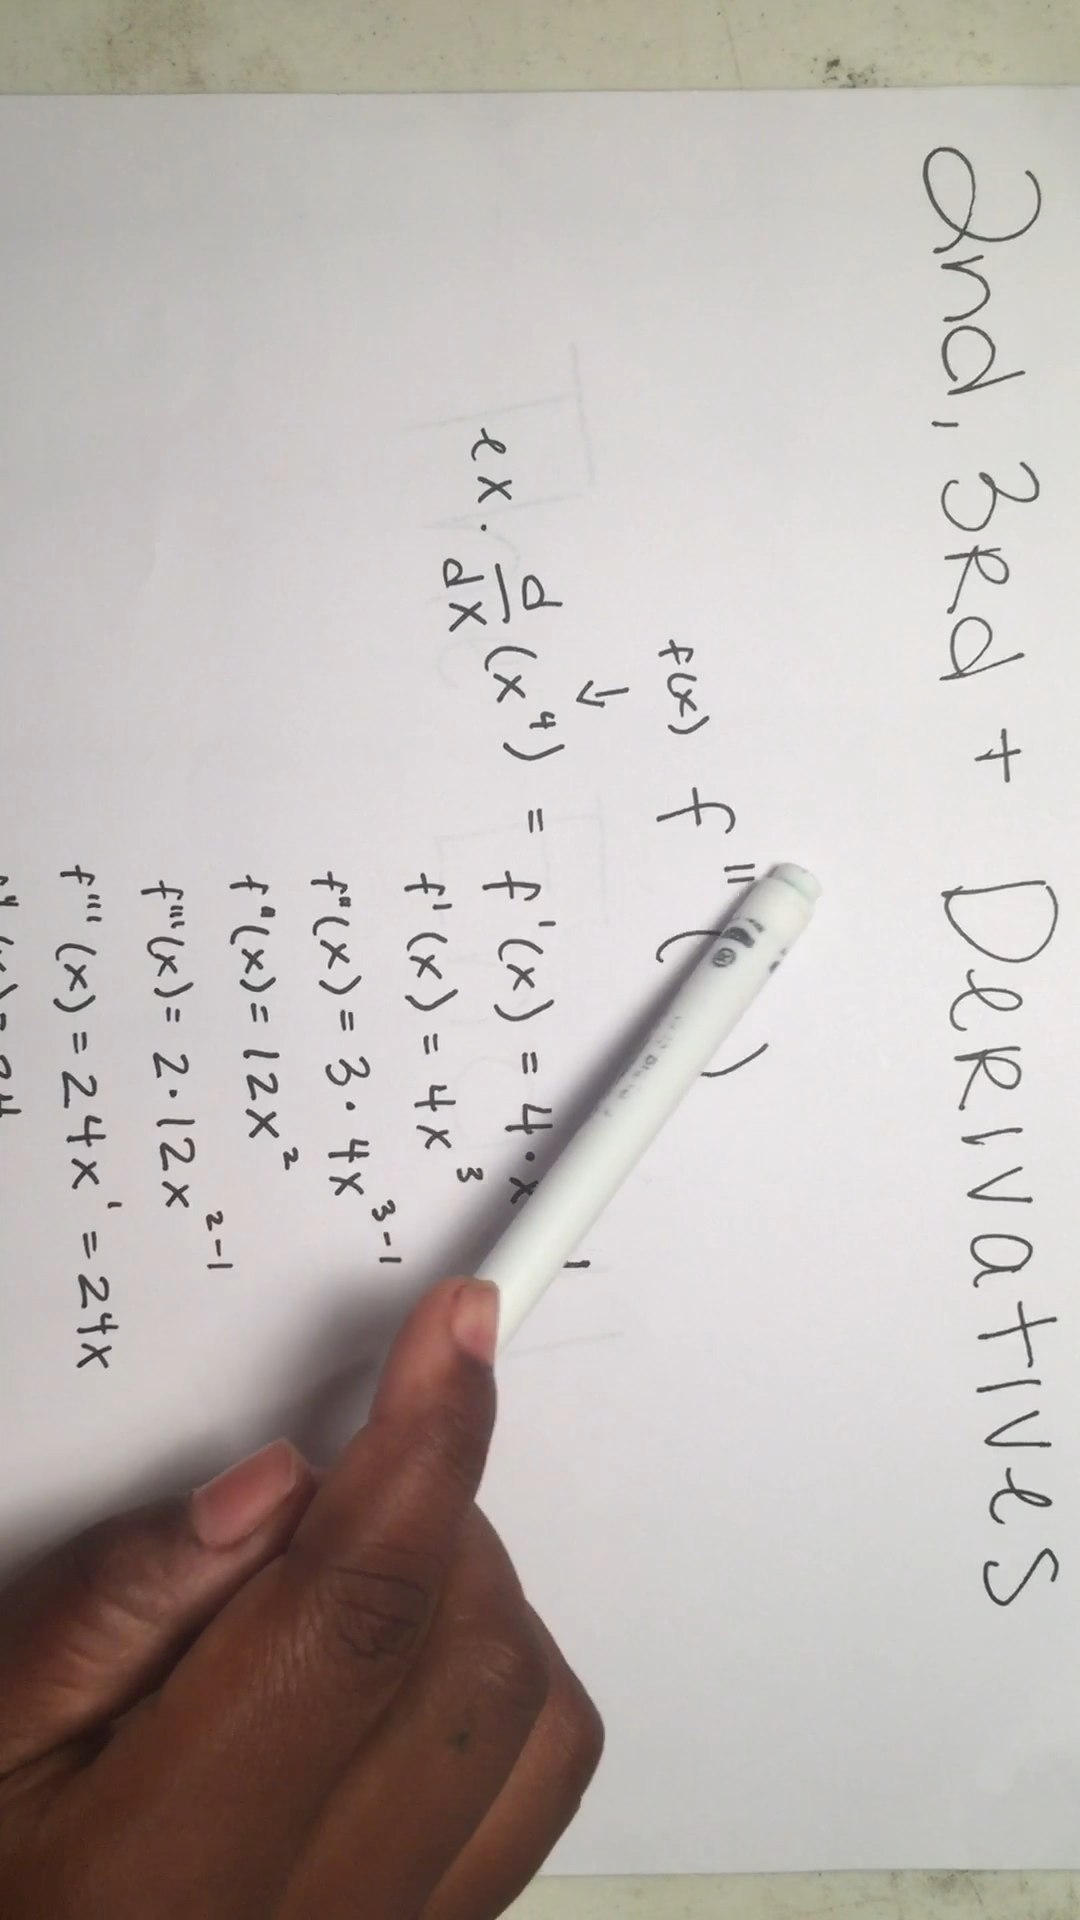 2nd, 3Rd + DeRIVatIVes
f(x) f"( )
↓
ex. d/dx (x⁴) = f'(x) = 4·x
f'(x) = 4x³
f"(x) = 3·4x³⁻¹
f"(x) = 12x²
f'''(x) = 2·12x²⁻¹
f'''(x) = 24x¹ = 24x